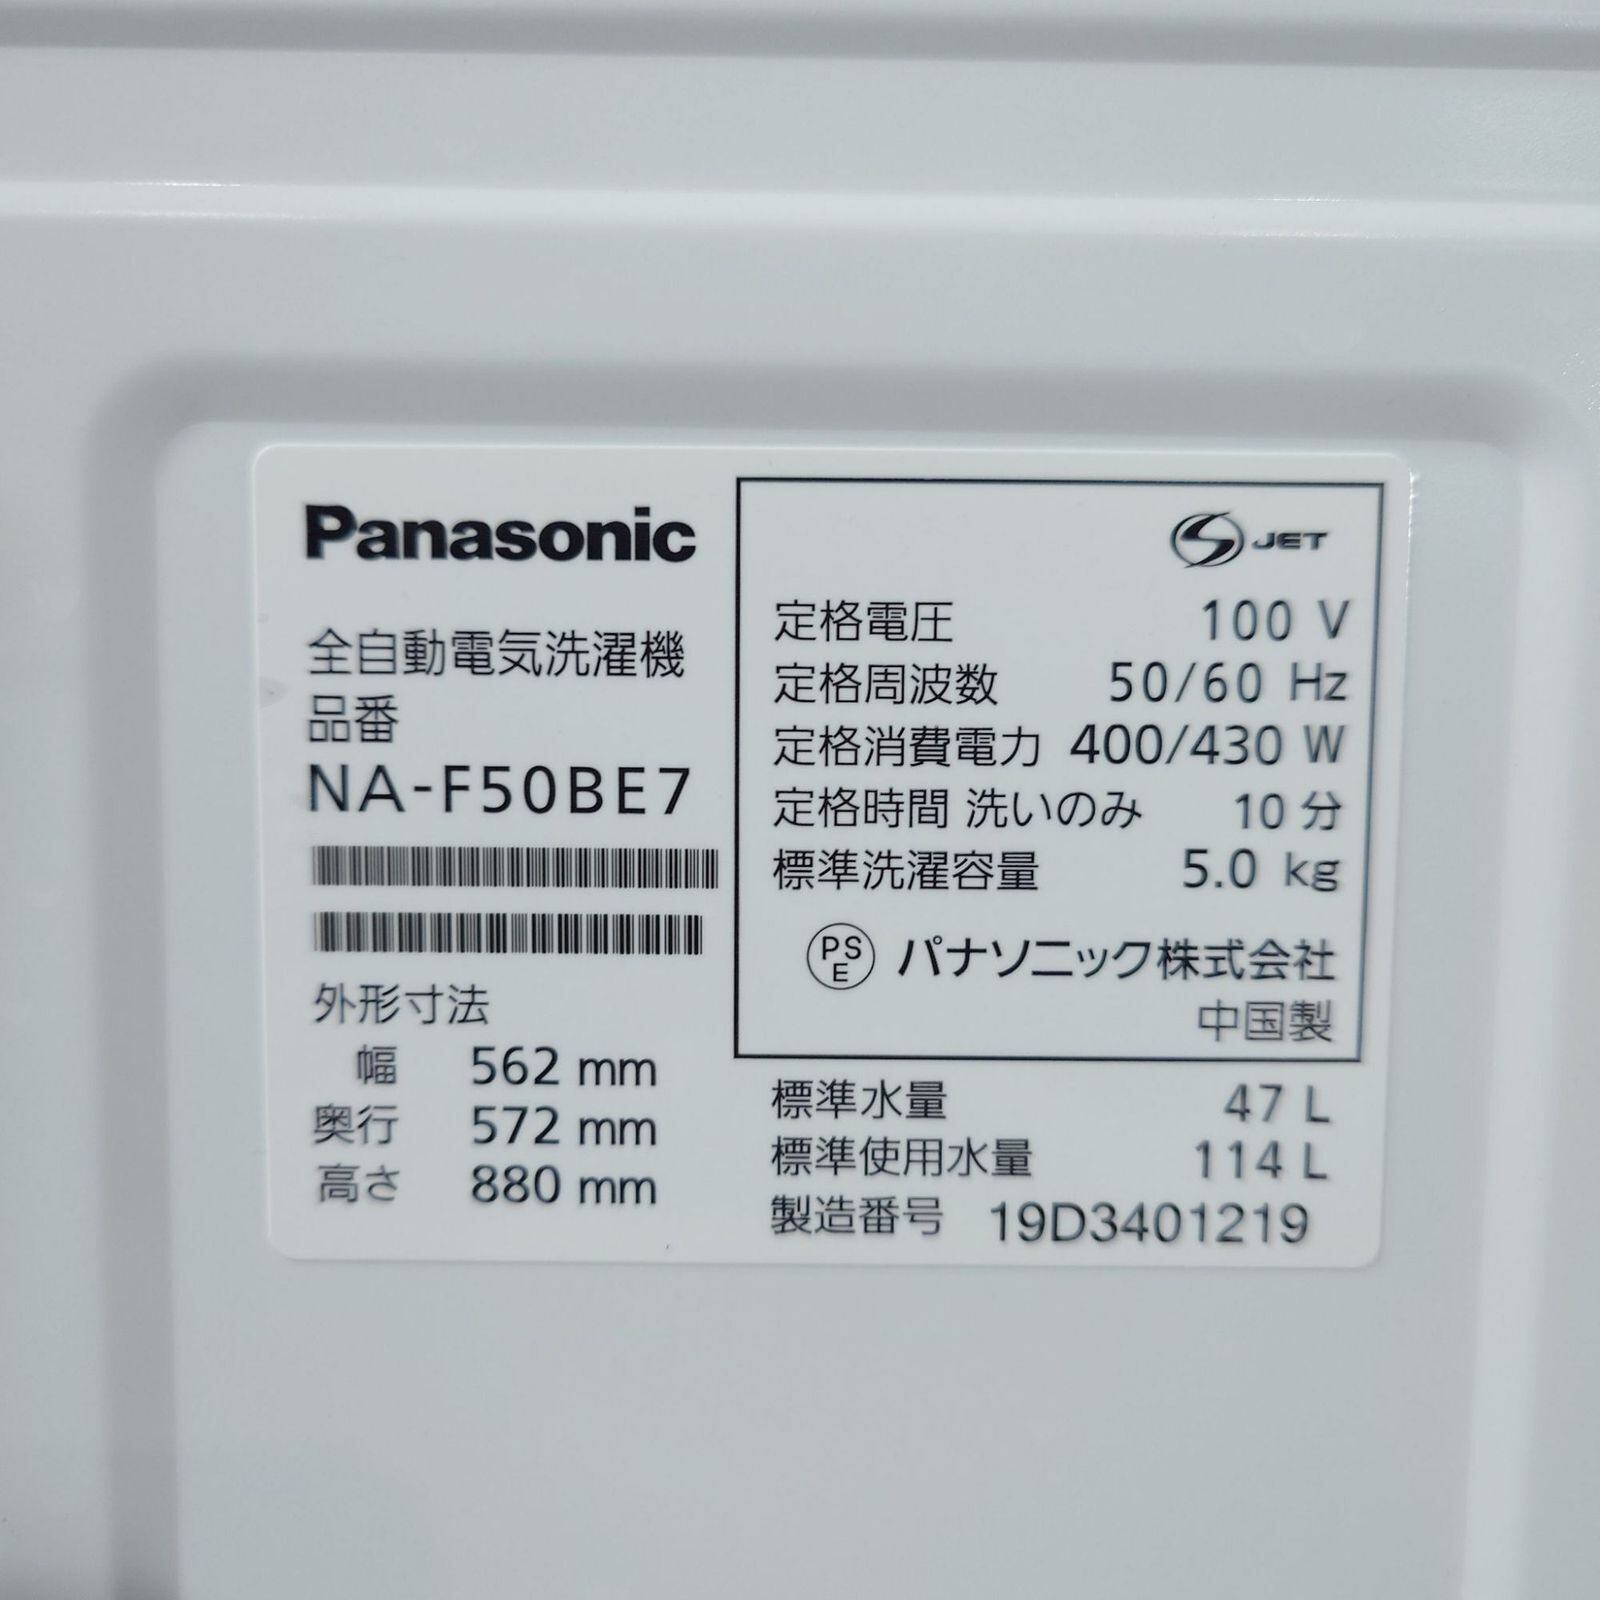 Panasonic
全自動電気洗濯機
品番
NA-F50BE7
外形寸法
幅 562 mm
奥行 572 mm
高さ 880 mm
S JET
定格電圧 100 V
定格周波数 50/60 Hz
定格消費電力 400/430 W
定格時間 洗いのみ 10 分
標準洗濯容量 5.0 kg
PSE パナソニック株式会社
中国製
標準水量 47 L
標準使用水量 114 L
製造番号 19D3401219